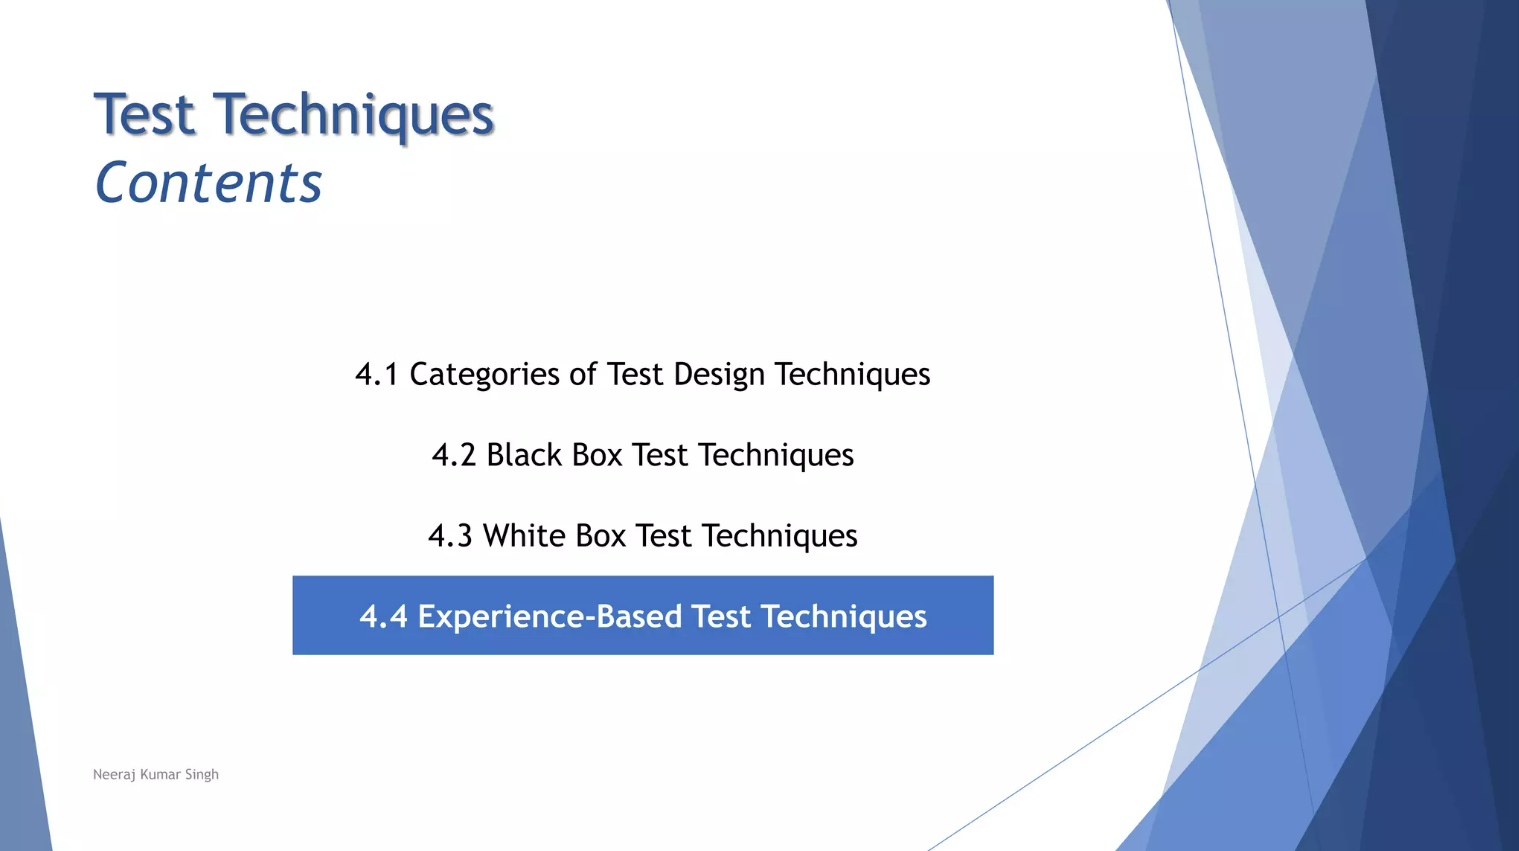 Test Techniques
Contents
4.1 Categories of Test Design Techniques
4.2 Black Box Test Techniques
4.3 White Box Test Techniques
4.4 Experience-Based Test Techniques
Neeraj Kumar Singh